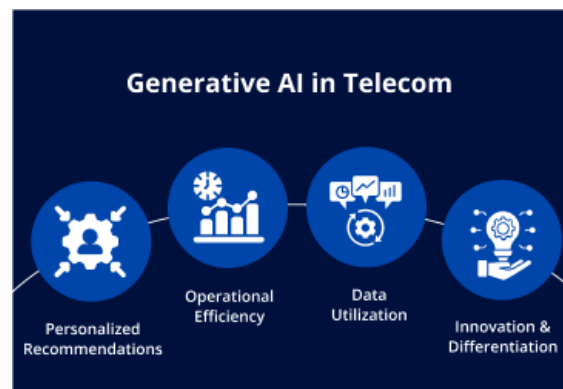 Generative AI in Telecom
Personalized
Recommendations
Operational
Efficiency
Data
Utilization
Innovation &
Differentiation